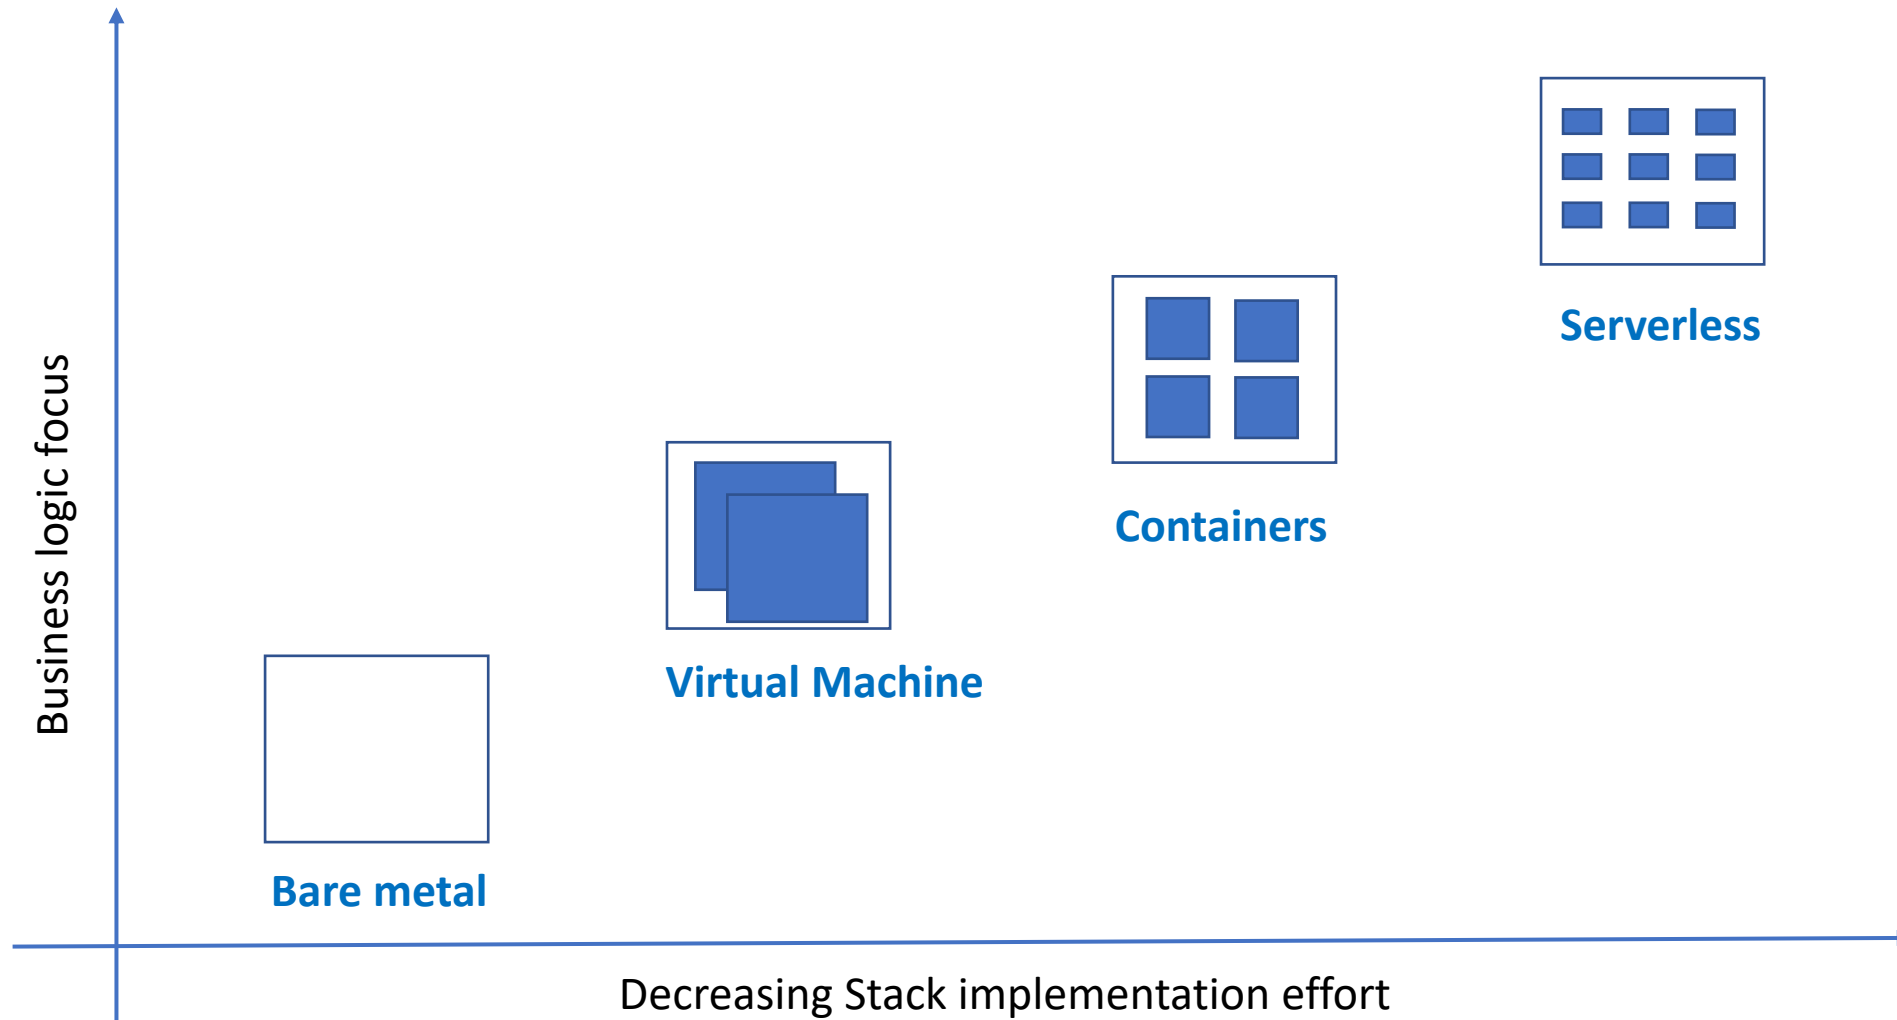 Serverless
Containers
Virtual Machine
Bare metal
Business logic focus
Decreasing Stack implementation effort